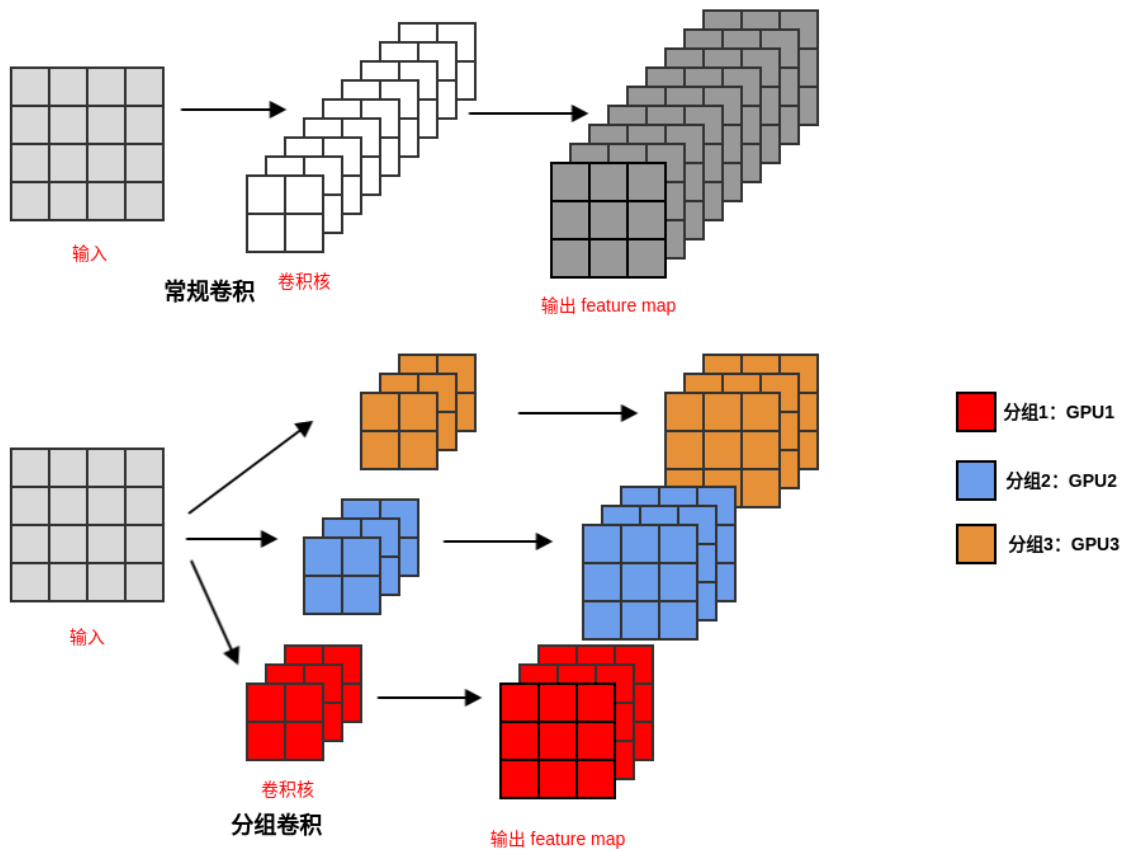 输入
常规卷积
卷积核
输出 feature map
分组1：GPU1
分组2：GPU2
分组3：GPU3
输入
卷积核
分组卷积
输出 feature map